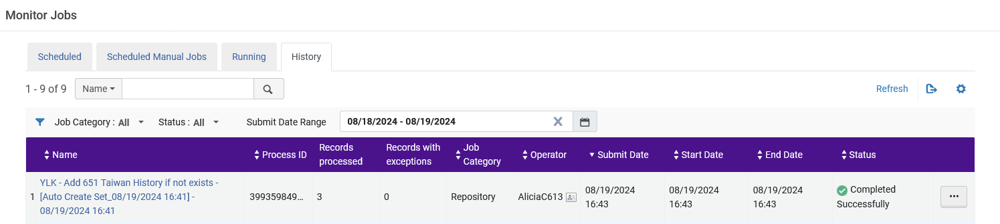 Monitor Jobs
Scheduled
Scheduled Manual Jobs
Running
History
1 - 9 of 9
Name
Refresh
Job Category : All
Status : All
Submit Date Range
08/18/2024 - 08/19/2024
Name
Process ID
Records processed
Records with exceptions
Job Category
Operator
Submit Date
Start Date
End Date
Status
1
YLK - Add 651 Taiwan History if not exists -
[Auto Create Set_08/19/2024 16:41] -
08/19/2024 16:41
399359849...
3
0
Repository
AliciaC613
08/19/2024
16:43
08/19/2024
16:43
08/19/2024
16:43
Completed
Successfully